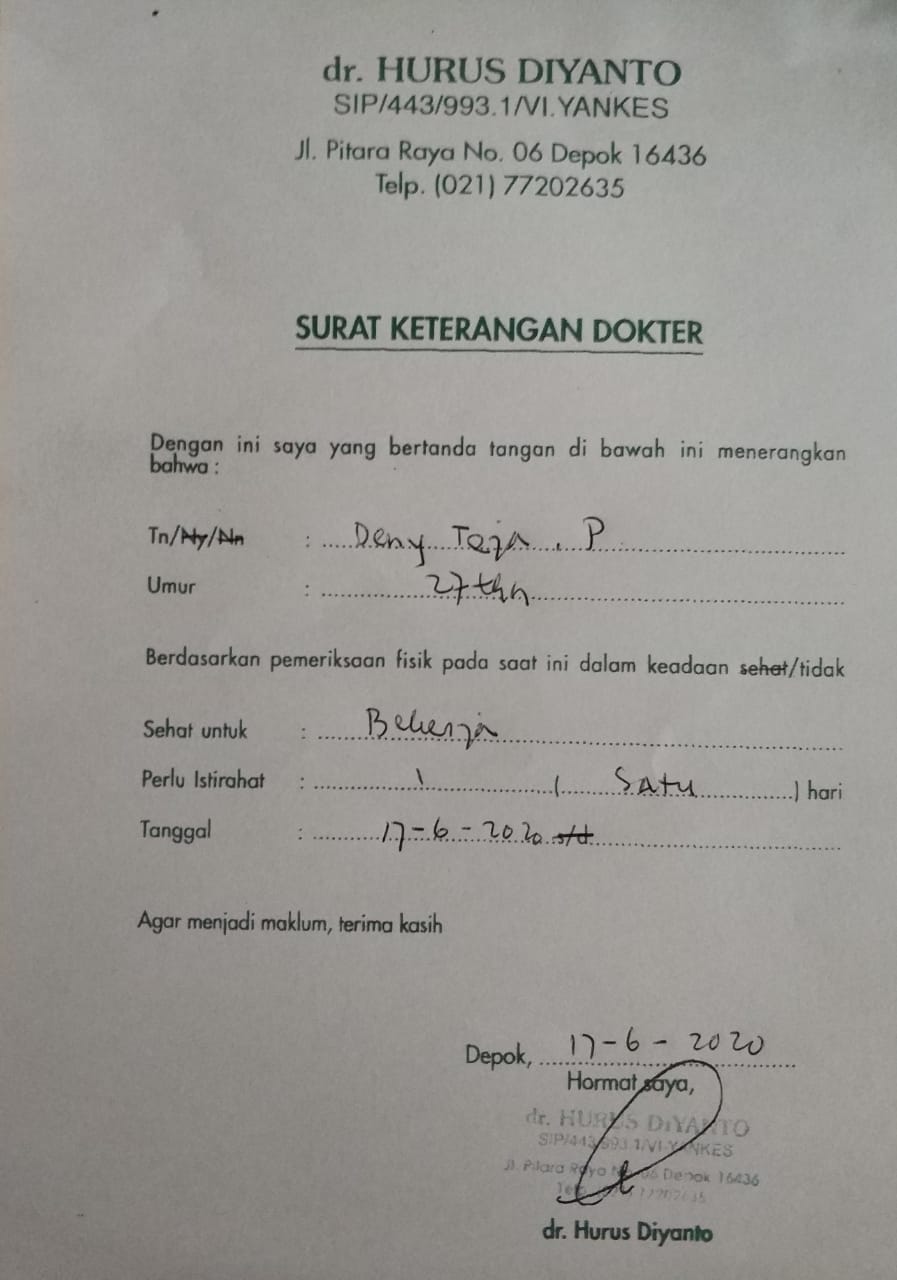 dr. HURUS DIYANTO
SIP/443/993.1/VI.YANKES
Jl. Pitara Raya No. 06 Depok 16436
Telp. (021) 77202635
SURAT KETERANGAN DOKTER
Dengan ini saya yang bertanda tangan di bawah ini menerangkan
bahwa :
Tn/Ny/Nn : Deny Teja . P
Umur : 27 thn
Berdasarkan pemeriksaan fisik pada saat ini dalam keadaan sehat/tidak
Sehat untuk : Bekerja
Perlu Istirahat : 1 ( Satu ) hari
Tanggal : 17-6-2020 s/d
Agar menjadi maklum, terima kasih
Depok, 17-6-2020
Hormat saya,
dr. HURUS DIYANTO
SIP/443/993.1/VI-YANKES
Jl. Pitara Raya No. 06 Depok 16436
dr. Hurus Diyanto